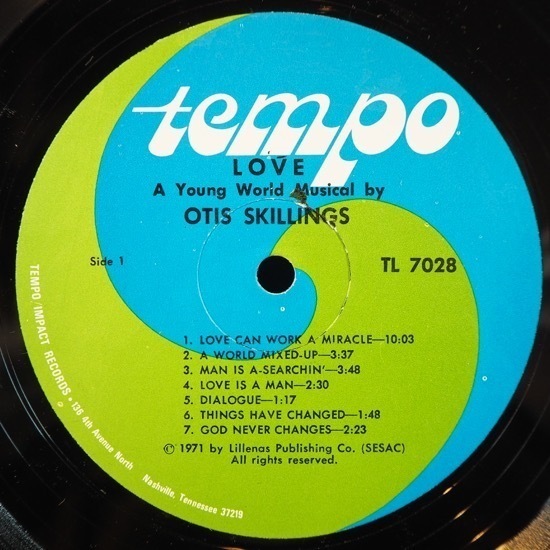 tempo
LOVE
A Young World Musical by
OTIS SKILLINGS
Side 1
TL 7028
1. LOVE CAN WORK A MIRACLE—10:03
2. A WORLD MIXED-UP—3:37
3. MAN IS A-SEARCHIN'—3:48
4. LOVE IS A MAN—2:30
5. DIALOGUE—1:17
6. THINGS HAVE CHANGED—1:48
7. GOD NEVER CHANGES—2:23
© 1971 by Lillenas Publishing Co. (SESAC)
All rights reserved.
TEMPO/IMPACT RECORDS • 136 4th Avenue North Nashville, Tennessee 37219